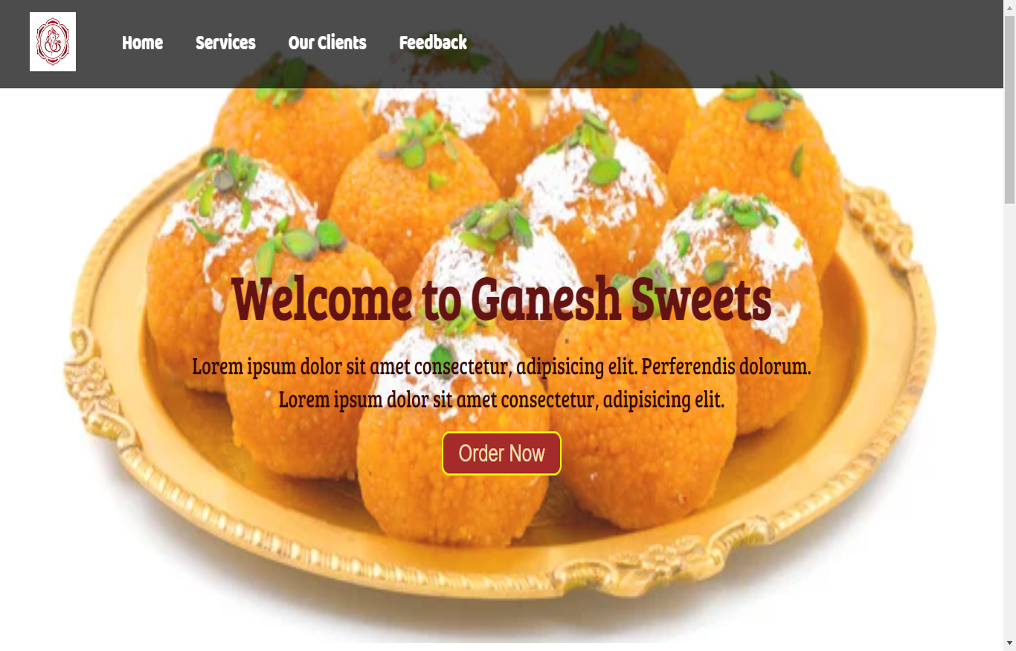 Home
Services
Our Clients
Feedback
Welcome to Ganesh Sweets
Lorem ipsum dolor sit amet consectetur, adipisicing elit. Perferendis dolorum.
Lorem ipsum dolor sit amet consectetur, adipisicing elit.
Order Now